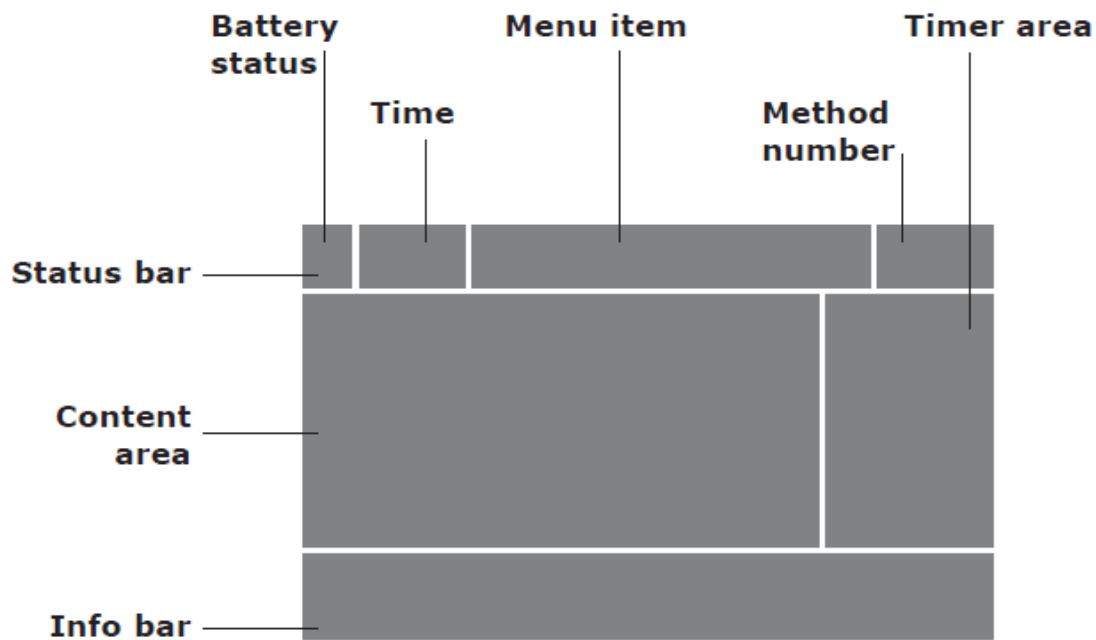 Battery
status
Menu item
Timer area
Time
Method
number
Status bar
Content
area
Info bar